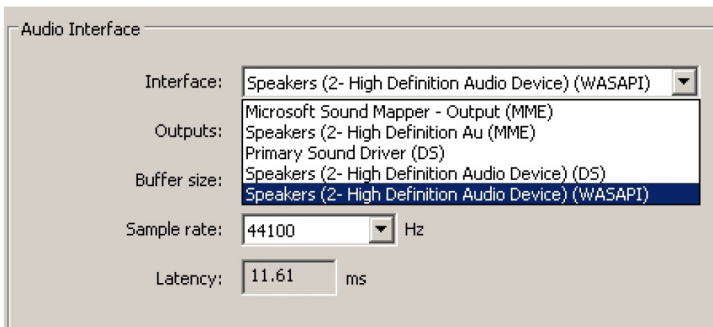 Audio Interface
Interface: Speakers (2- High Definition Audio Device) (WASAPI)
Microsoft Sound Mapper - Output (MME)
Outputs: Speakers (2- High Definition Au (MME)
Primary Sound Driver (DS)
Buffer size: Speakers (2- High Definition Audio Device) (DS)
Speakers (2- High Definition Audio Device) (WASAPI)
Sample rate: 44100 Hz
Latency: 11.61 ms